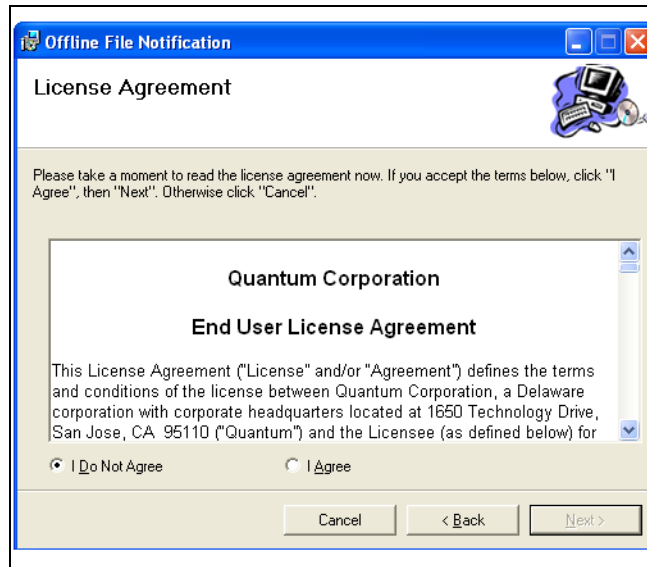 Offline File Notification
License Agreement
Please take a moment to read the license agreement now. If you accept the terms below, click "I
Agree", then "Next". Otherwise click "Cancel".
Quantum Corporation
End User License Agreement
This License Agreement ("License" and/or "Agreement") defines the terms
and conditions of the license between Quantum Corporation, a Delaware
corporation with corporate headquarters located at 1650 Technology Drive,
San Jose, CA  95110 ("Quantum") and the Licensee (as defined below) for
I Do Not Agree
I Agree
Cancel
< Back
Next >